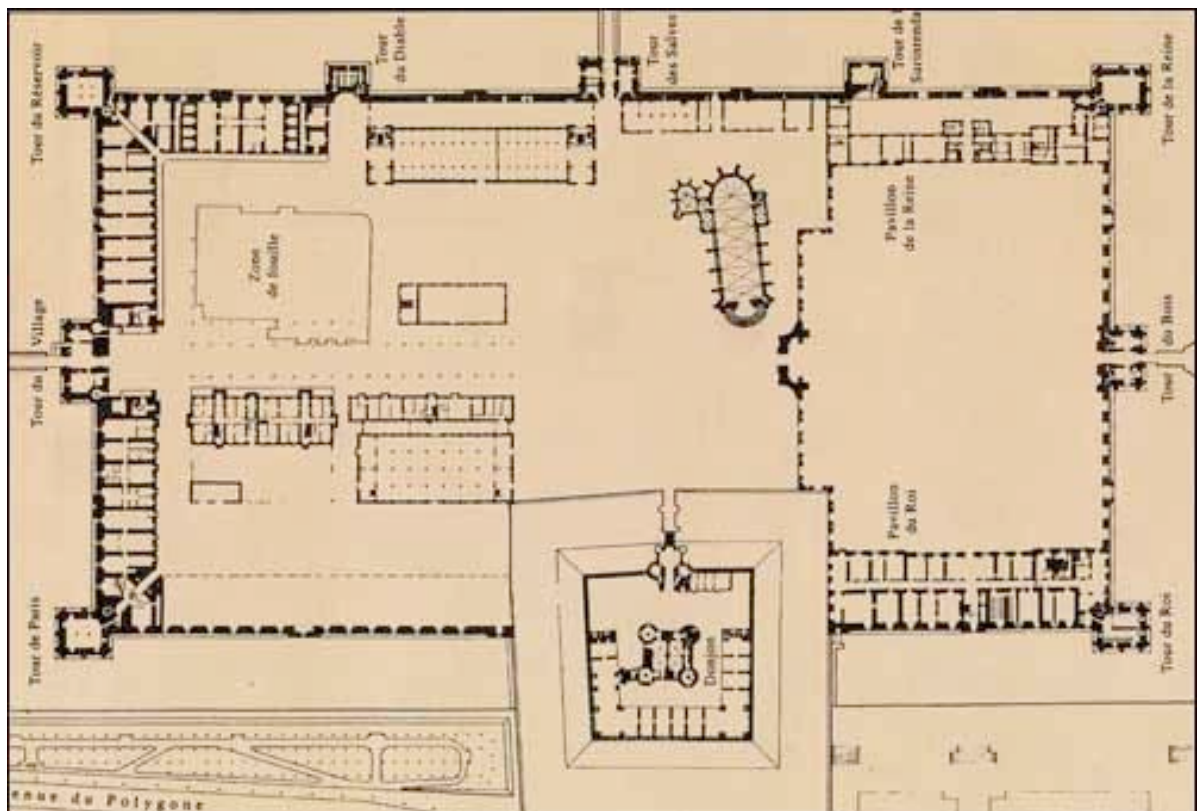 Tour du Réservoir
Tour
du Diable
Tour
des Salves
Tour de
Tour de la Reine
Pavillon
de la Reine
Zone
de fouille
Tour du Village
Tour du Bois
Pavillon
du Roi
Tour de Paris
Donjon
Tour du Roi
enue du Polygone